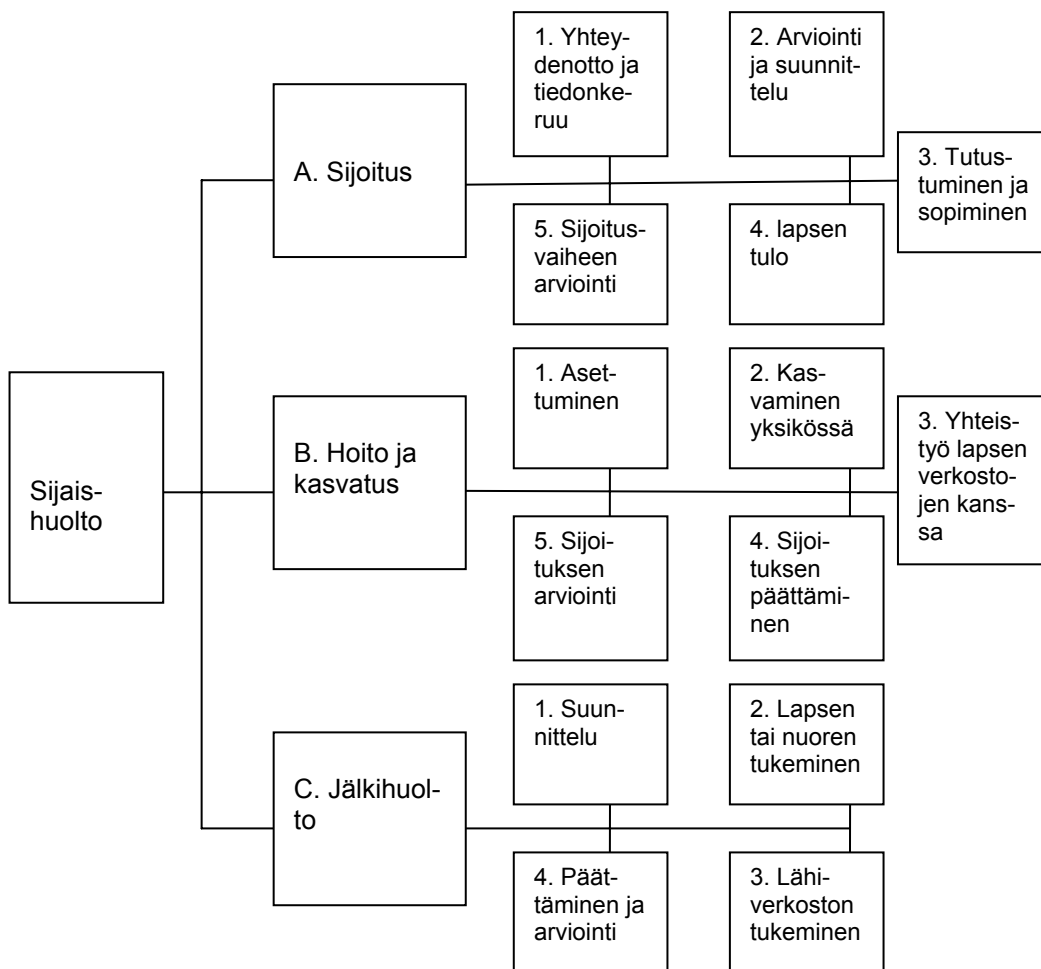 Sijais-
huolto
A. Sijoitus
1. Yhtey-
denotto ja
tiedonke-
ruu
2. Arviointi
ja suunnit-
telu
3. Tutus-
tuminen ja
sopiminen
4. lapsen
tulo
5. Sijoitus-
vaiheen
arviointi
B. Hoito ja
kasvatus
1. Aset-
tuminen
2. Kas-
vaminen
yksikössä
3. Yhteis-
työ lapsen
verkosto-
jen kans-
sa
4. Sijoi-
tuksen
päättämi-
nen
5. Sijoi-
tuksen
arviointi
C. Jälkihuol-
to
1. Suun-
nittelu
2. Lapsen
tai nuoren
tukeminen
3. Lähi-
verkoston
tukeminen
4. Päät-
täminen ja
arviointi